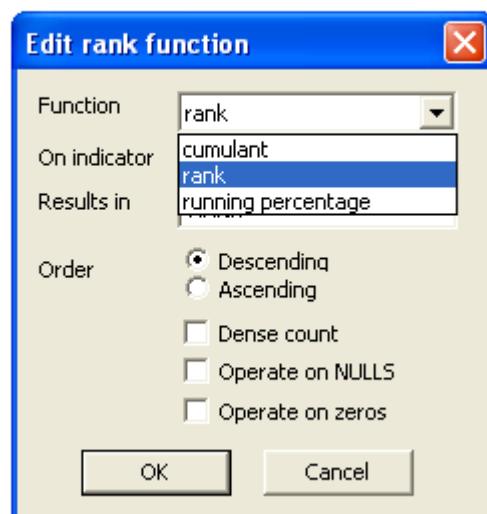 Edit rank function
Function rank
cumulant
On indicator
rank
Results in
running percentage
Order
Descending
Ascending
Dense count
Operate on NULLS
Operate on zeros
OK Cancel